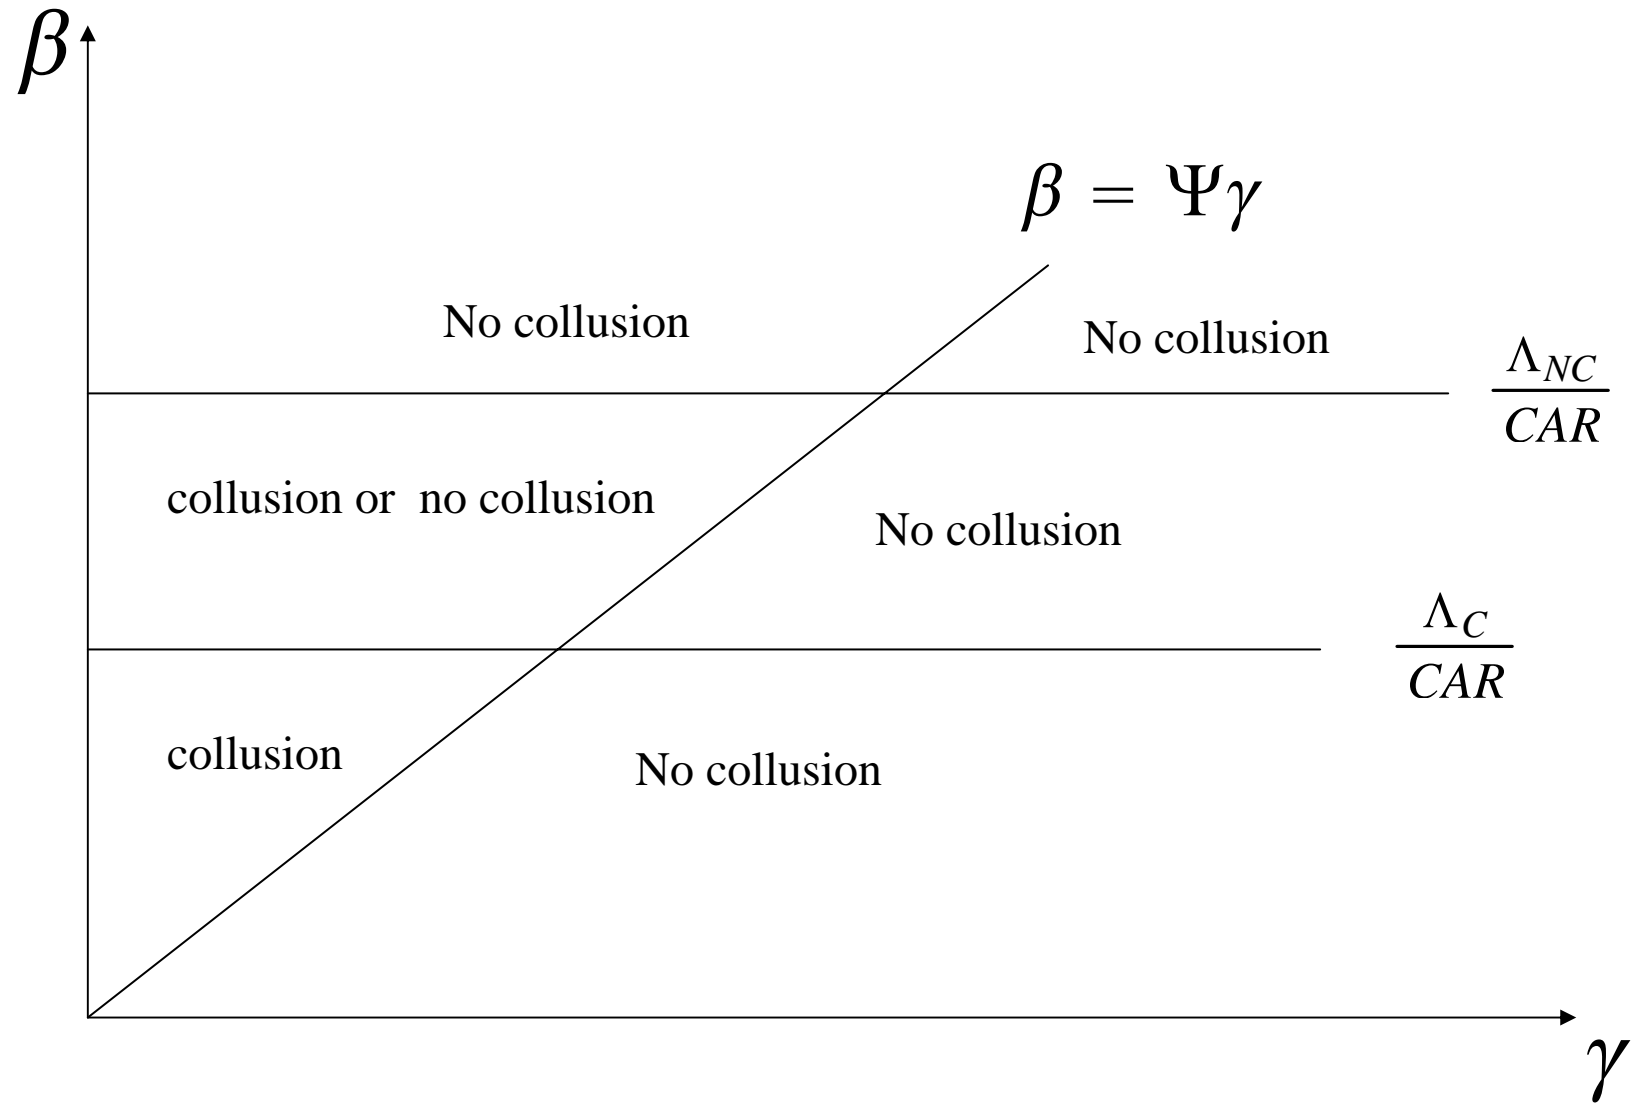 β
β = Ψγ
No collusion
No collusion
Λ_NC
CAR
collusion or no collusion
No collusion
Λ_C
CAR
collusion
No collusion
γ